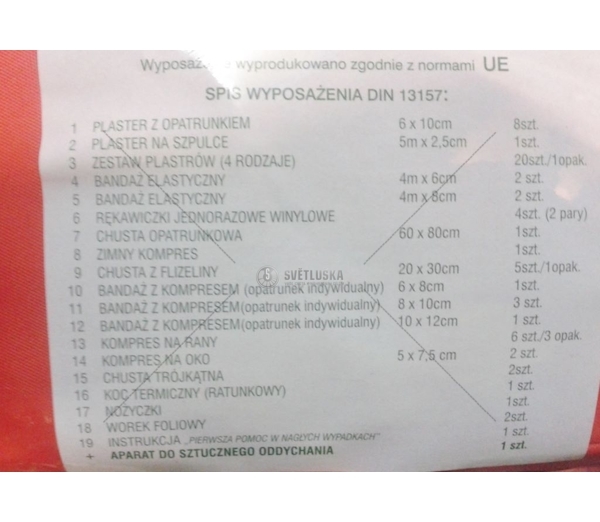 Wyposaż e wyprodukowano zgodnie z normami UE
SPIS WYPOSAŻENIA DIN 13157:
1 PLASTER Z OPATRUNKIEM 6 x 10cm 8szt.
2 PLASTER NA SZPULCE 5m x 2,5cm 1szt.
3 ZESTAW PLASTRÓW (4 RODZAJE) 20szt./1opak.
4 BANDAŻ ELASTYCZNY 4m x 6cm 2 szt.
5 BANDAŻ ELASTYCZNY 4m x 8cm 2 szt.
6 RĘKAWICZKI JEDNORAZOWE WINYLOWE 4szt. (2 pary)
7 CHUSTA OPATRUNKOWA 60 x 80cm 1szt.
8 ZIMNY KOMPRES 1szt.
9 CHUSTA Z FLIZELINY 20 x 30cm 5szt./1opak.
10 BANDAŻ Z KOMPRESEM (opatrunek indywidualny) 6 x 8cm 1szt.
11 BANDAŻ Z KOMPRESEM(opatrunek indywidualny) 8 x 10cm 3 szt.
12 BANDAŻ Z KOMPRESEM(opatrunek indywidualny) 10 x 12cm 1 szt.
13 KOMPRES NA RANY 6 szt./3 opak.
14 KOMPRES NA OKO 5 x 7,5 cm 2 szt.
15 CHUSTA TRÓJKĄTNA 2szt.
16 KOC TERMICZNY (RATUNKOWY) 1 szt.
17 NOŻYCZKI 1szt.
18 WOREK FOLIOWY 2szt.
19 INSTRUKCJA „PIERWSZA POMOC W NAGŁYCH WYPADKACH" 1 szt.
+ APARAT DO SZTUCZNEGO ODDYCHANIA 1 szt.
SVĚTLUSKA